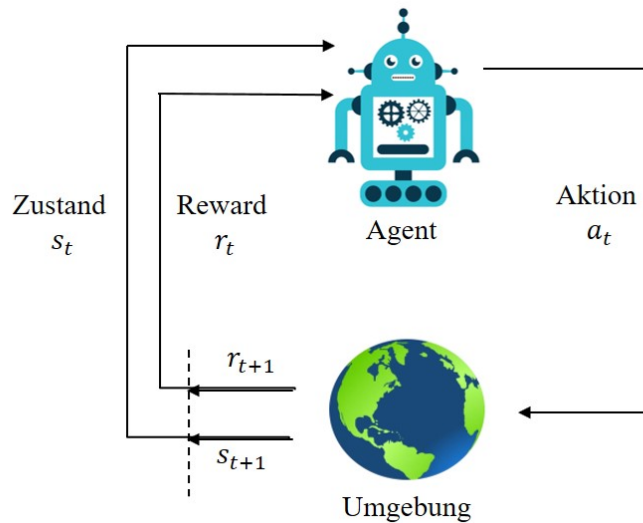 Zustand
s_t
Reward
r_t
Agent
Aktion
a_t
r_{t+1}
s_{t+1}
Umgebung